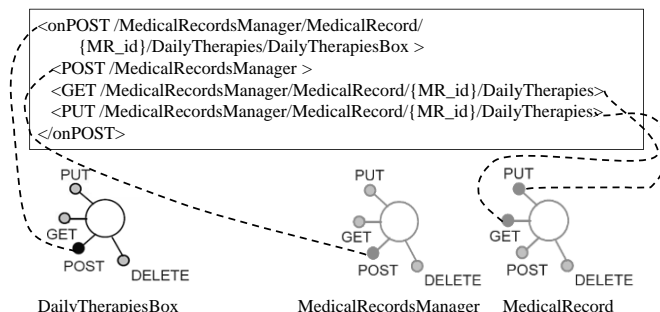 <onPOST /MedicalRecordsManager/MedicalRecord/
{MR_id}/DailyTherapies/DailyTherapiesBox >
<POST /MedicalRecordsManager >
<GET /MedicalRecordsManager/MedicalRecord/{MR_id}/DailyTherapies>
<PUT /MedicalRecordsManager/MedicalRecord/{MR_id}/DailyTherapies>
</onPOST>
PUT
GET
POST
DELETE
DailyTherapiesBox
PUT
GET
POST
DELETE
MedicalRecordsManager
PUT
GET
POST
DELETE
MedicalRecord